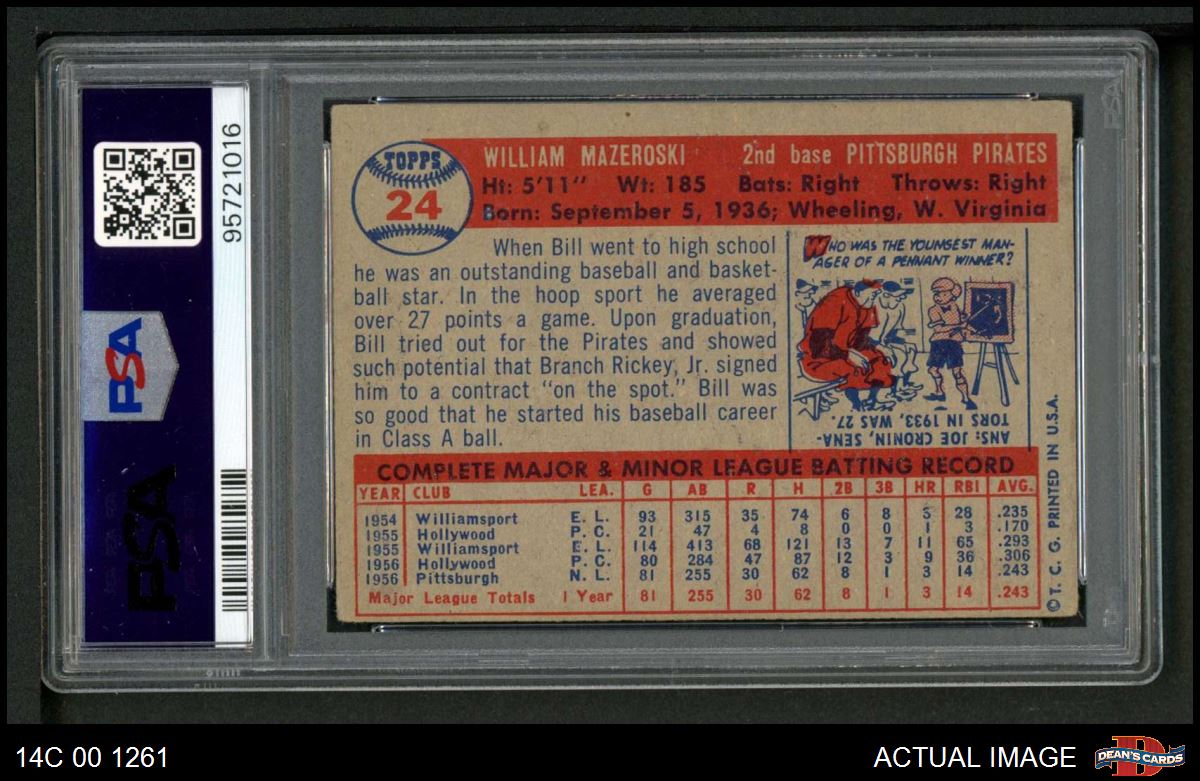 95721016
PSA
PSA
TOPPS
24
WILLIAM MAZEROSKI 2nd base PITTSBURGH PIRATES
Ht: 5'11" Wt: 185 Bats: Right Throws: Right
Born: September 5, 1936; Wheeling, W. Virginia
When Bill went to high school
he was an outstanding baseball and basket-
ball star. In the hoop sport he averaged
over 27 points a game. Upon graduation,
Bill tried out for the Pirates and showed
such potential that Branch Rickey, Jr. signed
him to a contract "on the spot." Bill was
so good that he started his baseball career
in Class A ball.
WHO WAS THE YOUNGEST MAN-
AGER OF A PENNANT WINNER?
ANS: JOE CRONIN, SENA-
TORS IN 1933, WAS 27.
COMPLETE MAJOR & MINOR LEAGUE BATTING RECORD
YEAR CLUB LEA. G AB R H 2B 3B HR RBI AVG.
1954 Williamsport E. L. 93 315 35 74 6 8 3 28 .235
1955 Hollywood P. C. 21 47 4 8 0 0 1 3 .170
1955 Williamsport E. L. 114 413 68 121 13 7 11 65 .293
1956 Hollywood P. C. 80 284 47 87 12 3 9 36 .306
1956 Pittsburgh N. L. 81 255 30 62 8 1 3 14 .243
Major League Totals 1 Year 81 255 30 62 8 1 3 14 .243
©T. C. G. PRINTED IN U.S.A.
PSA
14C 00 1261
ACTUAL IMAGE
D
DEAN'S CARDS